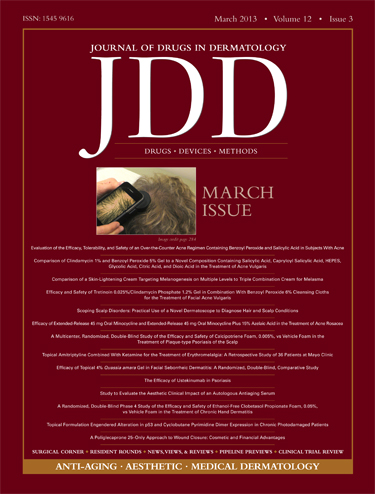 ISSN: 1545 9616
March 2013 • Volume 12 • Issue 3
JOURNAL OF DRUGS IN DERMATOLOGY
JDD
DRUGS • DEVICES • METHODS
MARCH
ISSUE
Image with page
Evaluation of the Efficacy, Tolerability, and Safety of an Over-the-Counter Acne Regimen Containing Benzoyl Peroxide and Salicylic Acid in Subjects With Acne
Comparison of Clindamycin 1% and Benzoyl Peroxide 5% Gel to a Novel Composition Containing Salicylic Acid, Capryloyl Salicylic Acid, HEPES,
Glycolic Acid, Citric Acid, and Dioic Acid in the Treatment of Acne Vulgaris
Comparison of a Skin-Lightening Cream Targeting Melanogenesis on Multiple Levels to Triple Combination Cream for Melasma
Efficacy and Safety of Tretinoin 0.025%/Clindamycin Phosphate 1.2% Gel in Combination With Benzoyl Peroxide 6% Cleansing Cloths
for the Treatment of Facial Acne Vulgaris
Scoping Scalp Disorders: Practical Use of a Novel Dermatoscope to Diagnose Hair and Scalp Conditions
Efficacy of Extended-Release 45 mg Oral Minocycline and Extended-Release 45 mg Oral Minocycline Plus 15% Azelaic Acid in the Treatment of Acne Rosacea
A Multicenter, Randomized, Double-Blind Study of the Efficacy and Safety of Calcipotriene Foam, 0.005%, vs Vehicle Foam in the
Treatment of Plaque-type Psoriasis of the Scalp
Topical Amitriptyline Combined With Ketamine for the Treatment of Erythromelalgia: A Retrospective Study of 36 Patients at Mayo Clinic
Efficacy of Topical 4% Quassia amara Gel in Facial Seborrheic Dermatitis: A Randomized, Double-Blind, Comparative Study
The Efficacy of Ustekinumab in Psoriasis
Study to Evaluate the Aesthetic Clinical Impact of an Autologous Antiaging Serum
A Randomized, Double-Blind Phase 4 Study of the Efficacy and Safety of Ethanol-Free Clobetasol Propionate Foam, 0.05%,
vs Vehicle Foam in the Treatment of Chronic Hand Dermatitis
Topical Formulation Engendered Alteration in p53 and Cyclobutane Pyrimidine Dimer Expression in Chronic Photodamaged Patients
A Poliglecaprone 25-Only Approach to Wound Closure: Cosmetic and Financial Advantages
SURGICAL CORNER • RESIDENT ROUNDS • NEWS, VIEWS, & REVIEWS • PIPELINE PREVIEWS • CLINICAL TRIAL REVIEW
ANTI-AGING • AESTHETIC • MEDICAL DERMATOLOGY